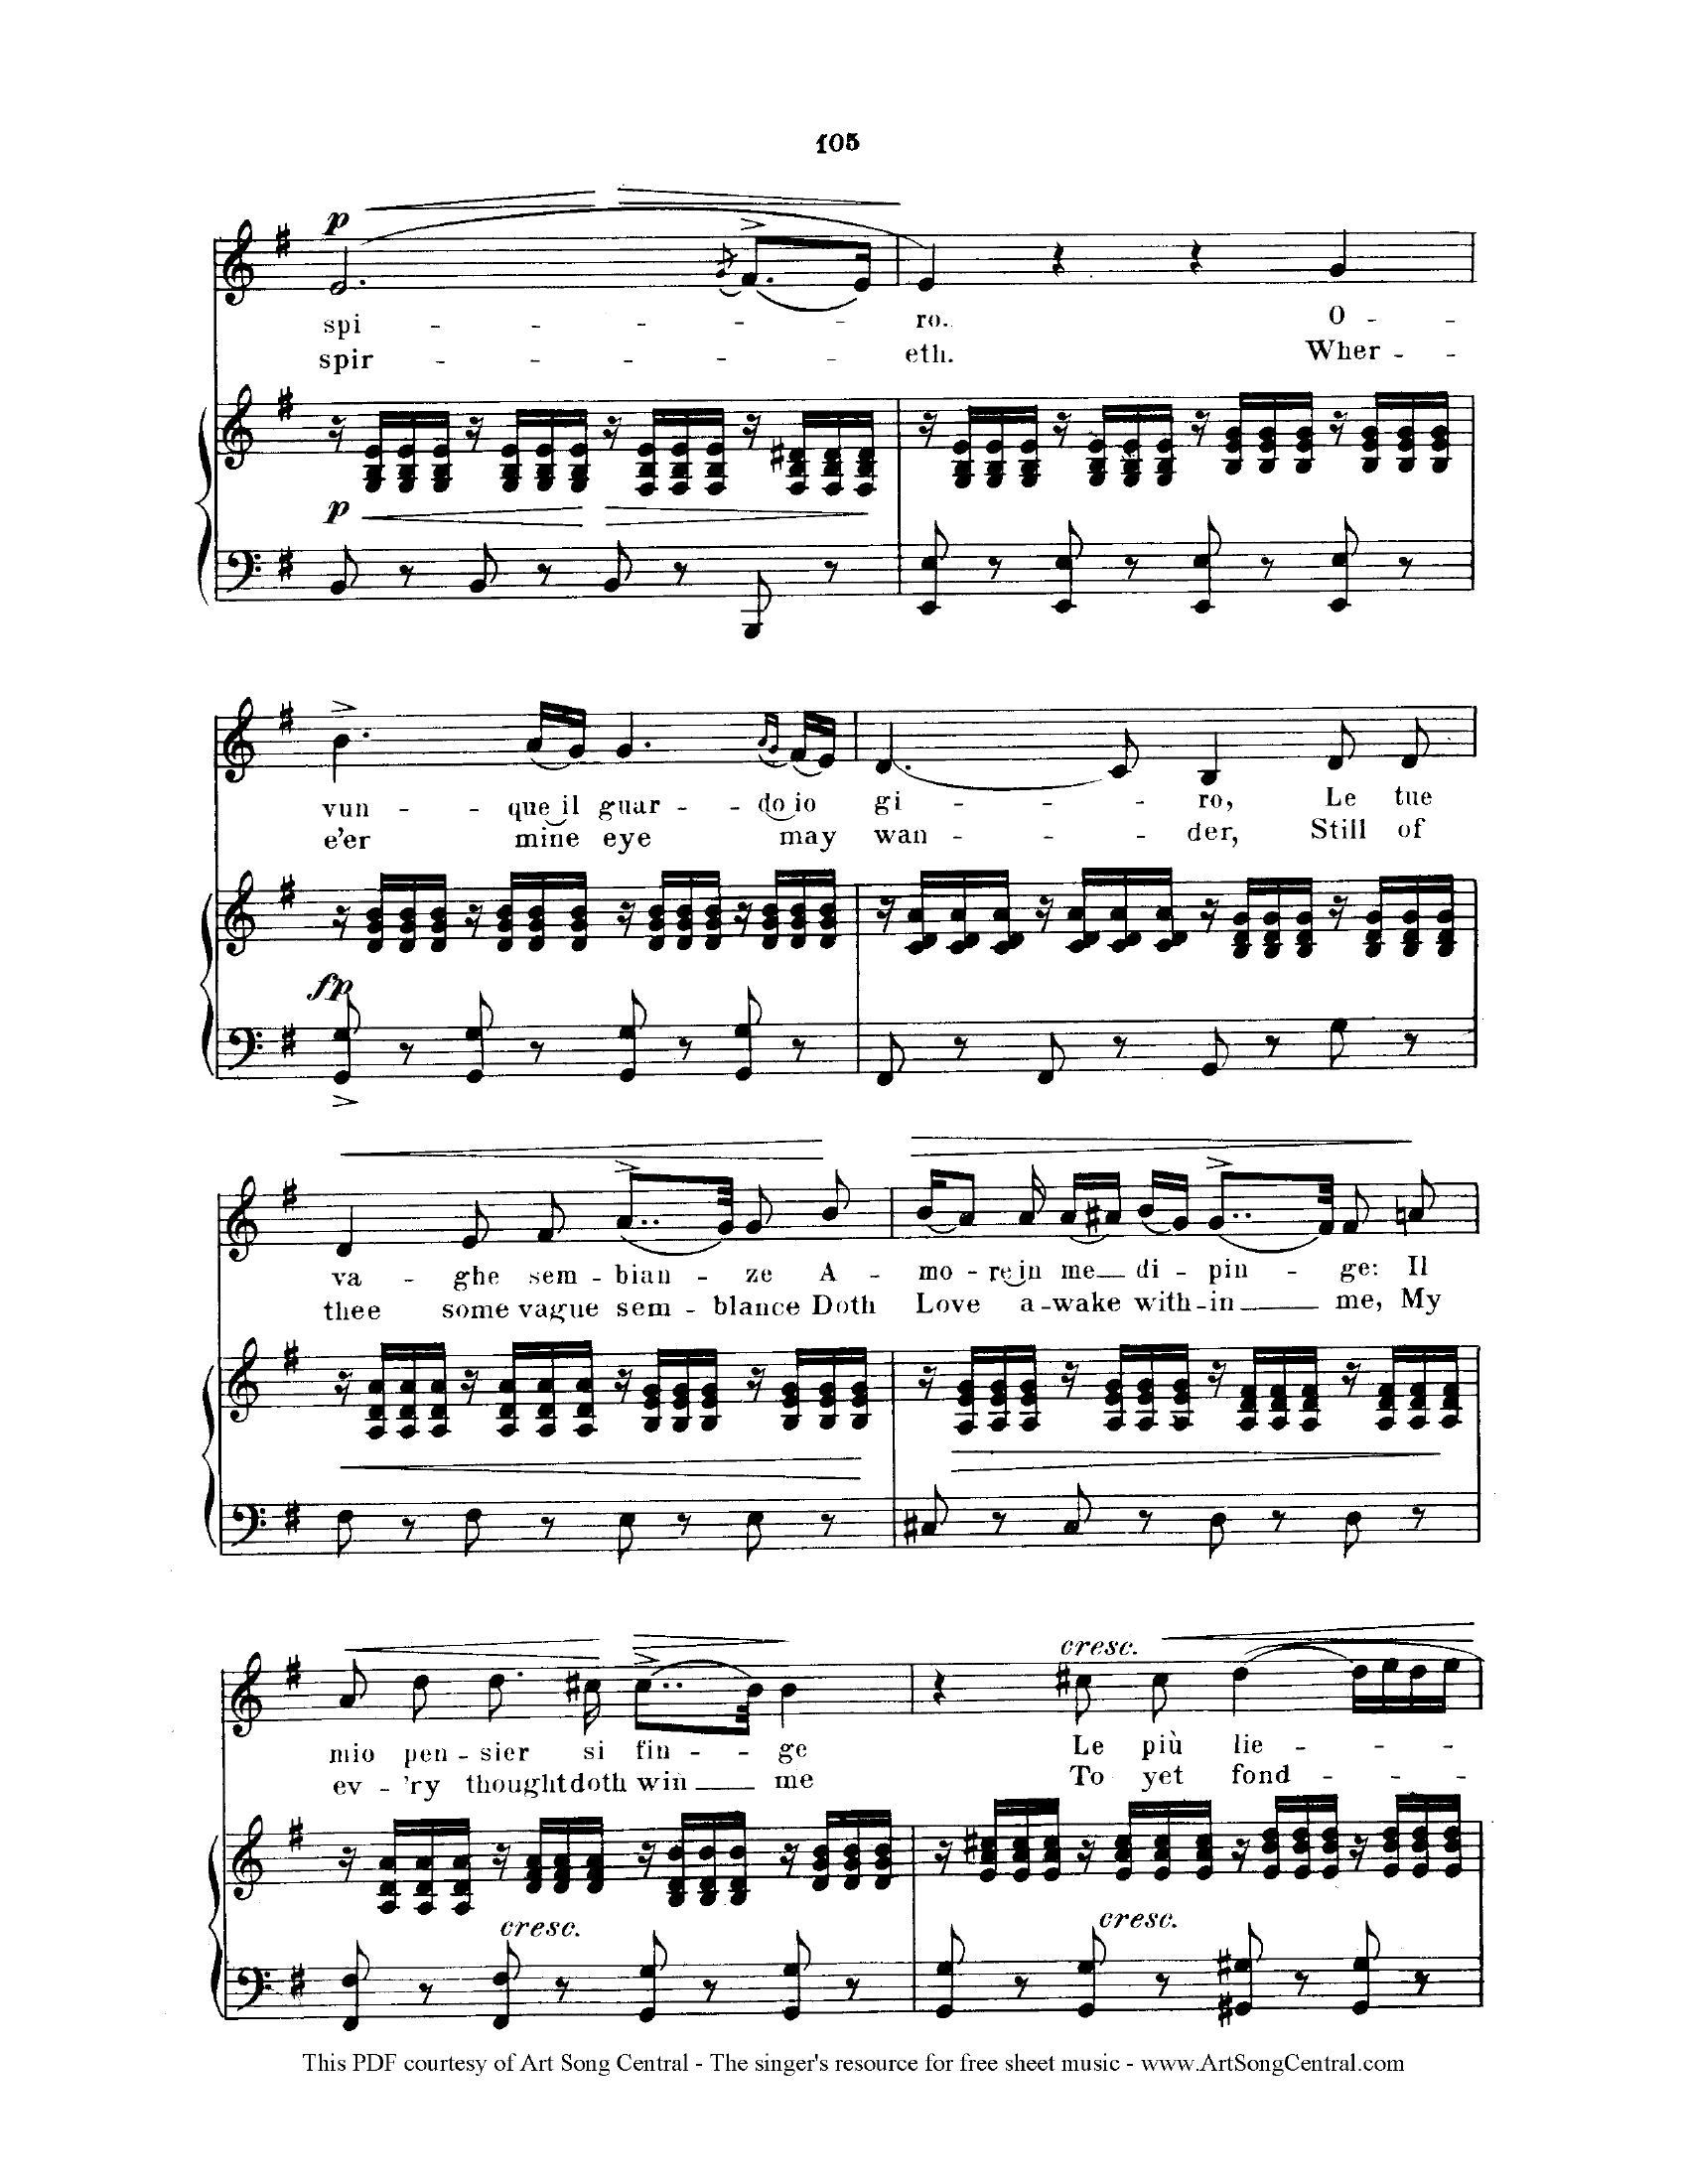 105
p
spi - - - - ro. O -
spir - - - - eth. Wher -
p
vun - que il guar - do io gi - - ro, Le tue
e'er mine eye may wan - - der, Still of
fp
va - ghe sem - bian - ze A - mo - re in me di - pin - ge: Il
thee some vague sem - blance Doth Love a - wake with - in me, My
cresc.
mio pen - sier si fin - ge Le più lie - - - -
ev - 'ry thought doth win me To yet fond - - - -
cresc. cresc.
This PDF courtesy of Art Song Central - The singer's resource for free sheet music - www.ArtSongCentral.com